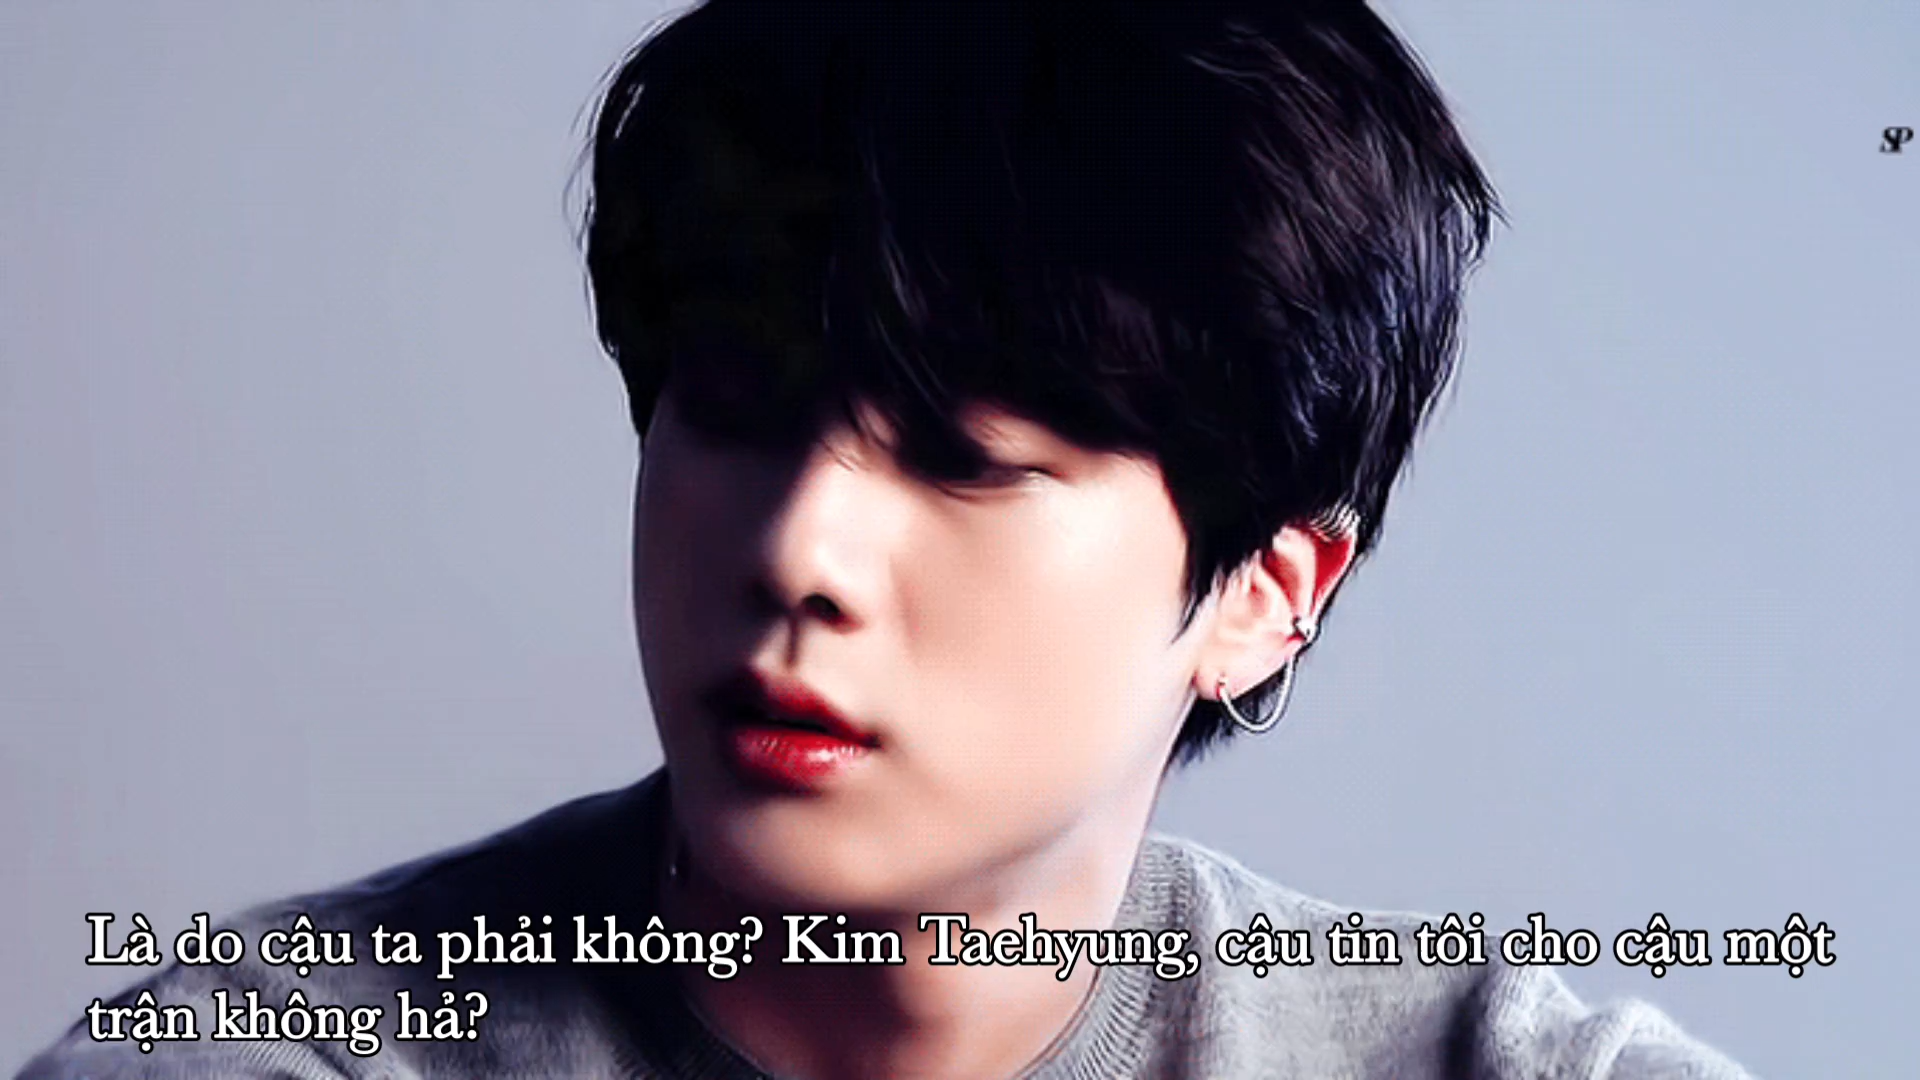 SP
Là do cậu ta phải không? Kim Taehyung, cậu tin tôi cho cậu một
trận không hả?